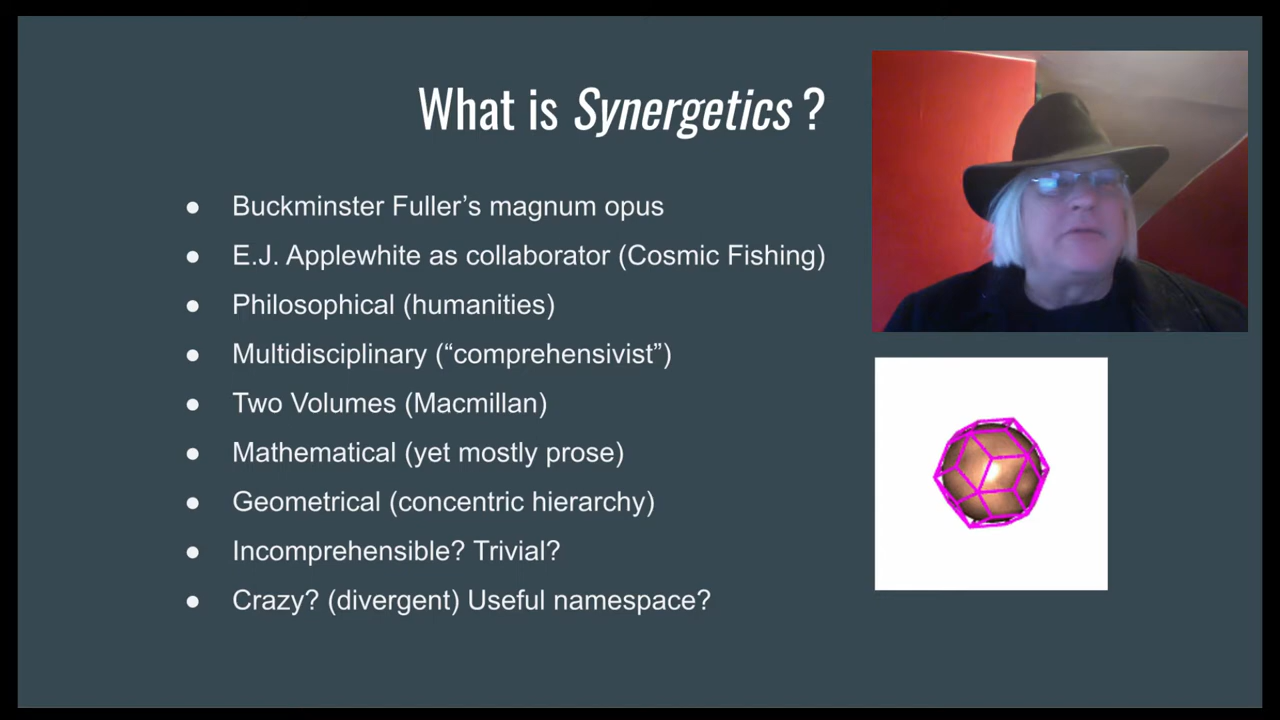 What is Synergetics ?
● Buckminster Fuller’s magnum opus
● E.J. Applewhite as collaborator (Cosmic Fishing)
● Philosophical (humanities)
● Multidisciplinary (“comprehensivist”)
● Two Volumes (Macmillan)
● Mathematical (yet mostly prose)
● Geometrical (concentric hierarchy)
● Incomprehensible? Trivial?
● Crazy? (divergent) Useful namespace?